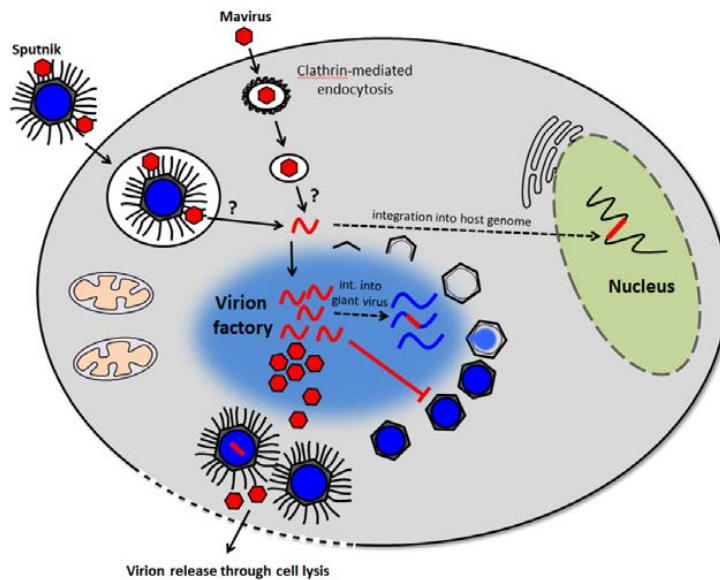 Mavirus
Sputnik
Clathrin-mediated
endocytosis
?
?
integration into host genome
Nucleus
int. into
giant virus
Virion
factory
Virion release through cell lysis